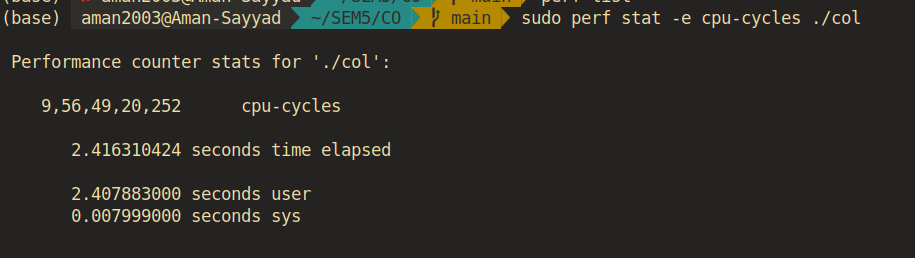 (base) aman2003@Aman-Sayyad ~/SEM5/CO main perf list
(base) aman2003@Aman-Sayyad ~/SEM5/CO main sudo perf stat -e cpu-cycles ./col
Performance counter stats for './col':
9,56,49,20,252 cpu-cycles
2.416310424 seconds time elapsed
2.407883000 seconds user
0.007999000 seconds sys